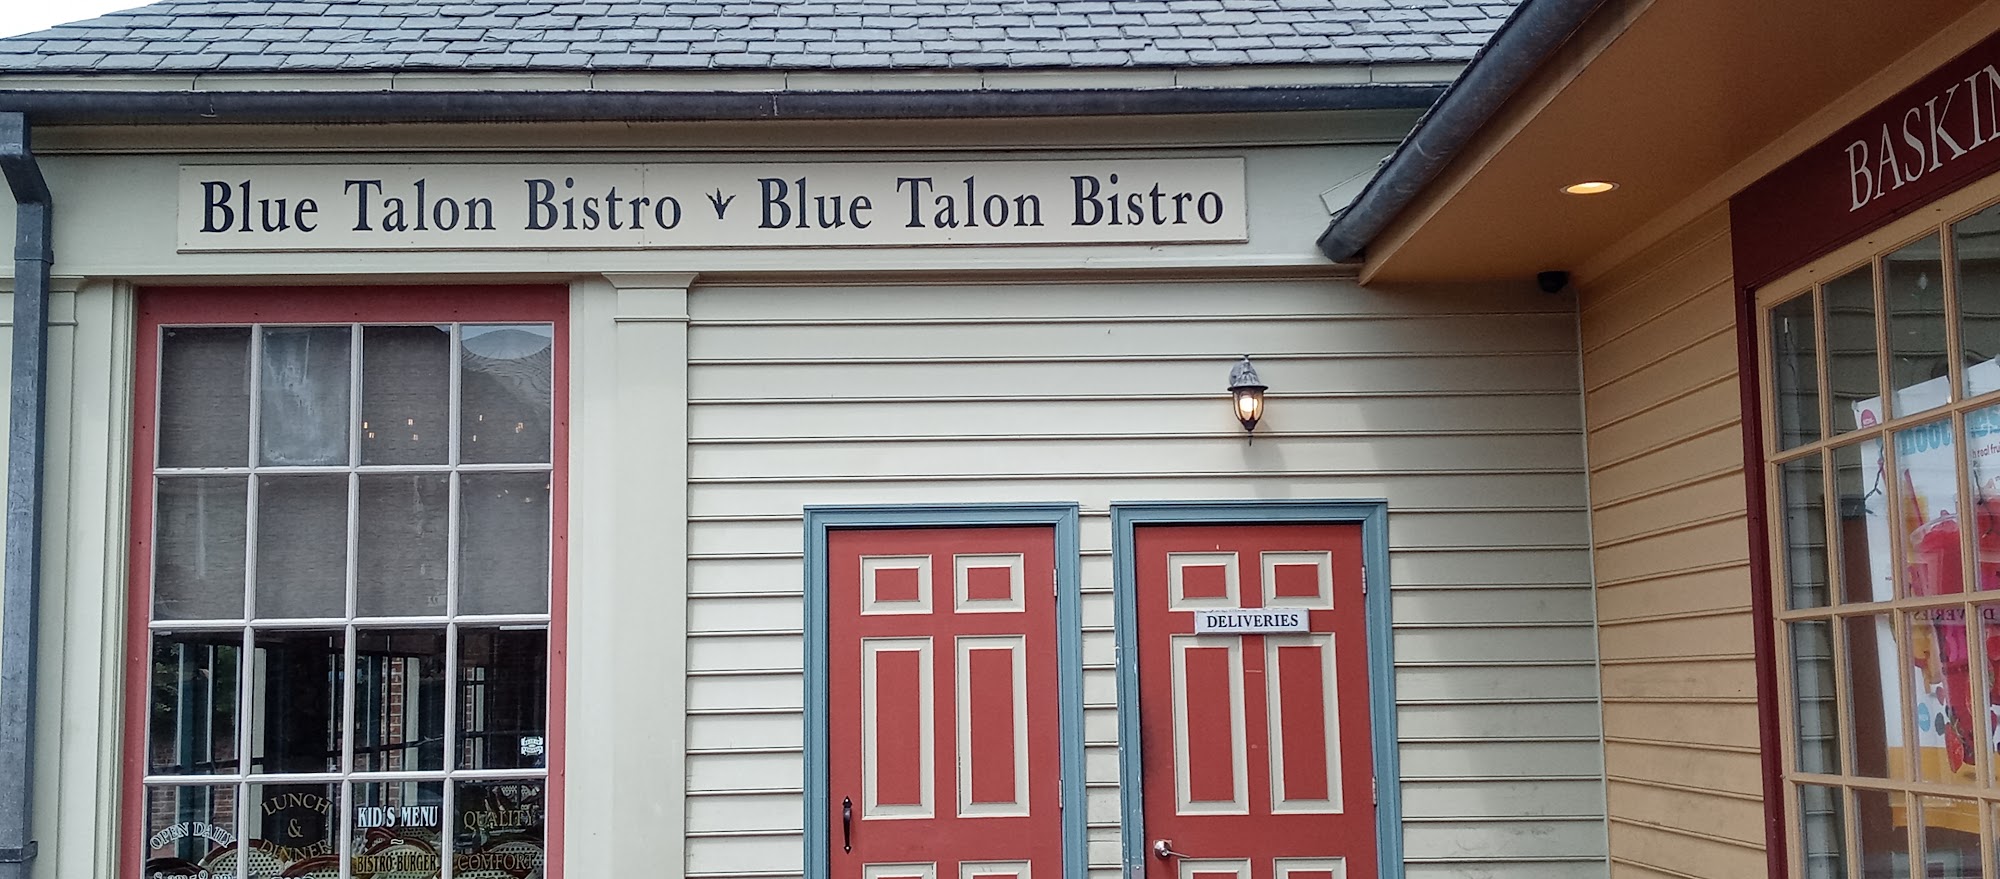 Blue Talon Bistro Blue Talon Bistro
BASKIN
DELIVERIES
OPEN DAILY
LUNCH
&
DINNER
KID'S MENU
~
BISTRO BURGER
QUALITY
COMFORT